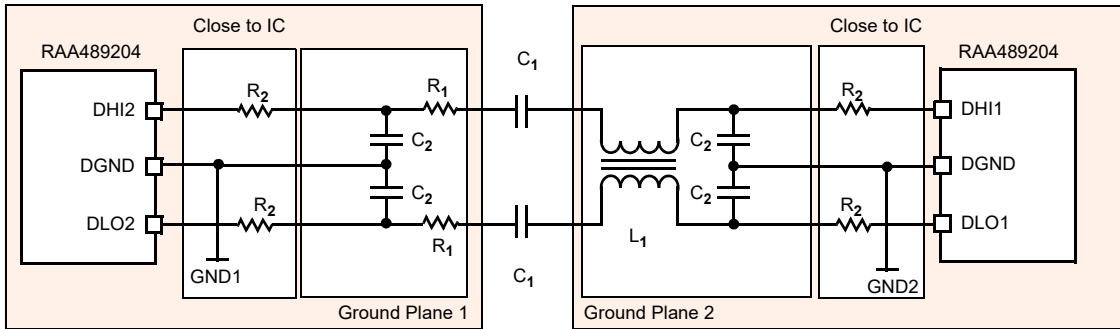 Close to IC
Close to IC
RAA489204
RAA489204
C1
R2
R1
R2
DHI2
DHI1
C2
C2
DGND
DGND
C2
C2
R2
R2
DLO2
DLO1
R1
L1
GND1
C1
GND2
Ground Plane 1
Ground Plane 2